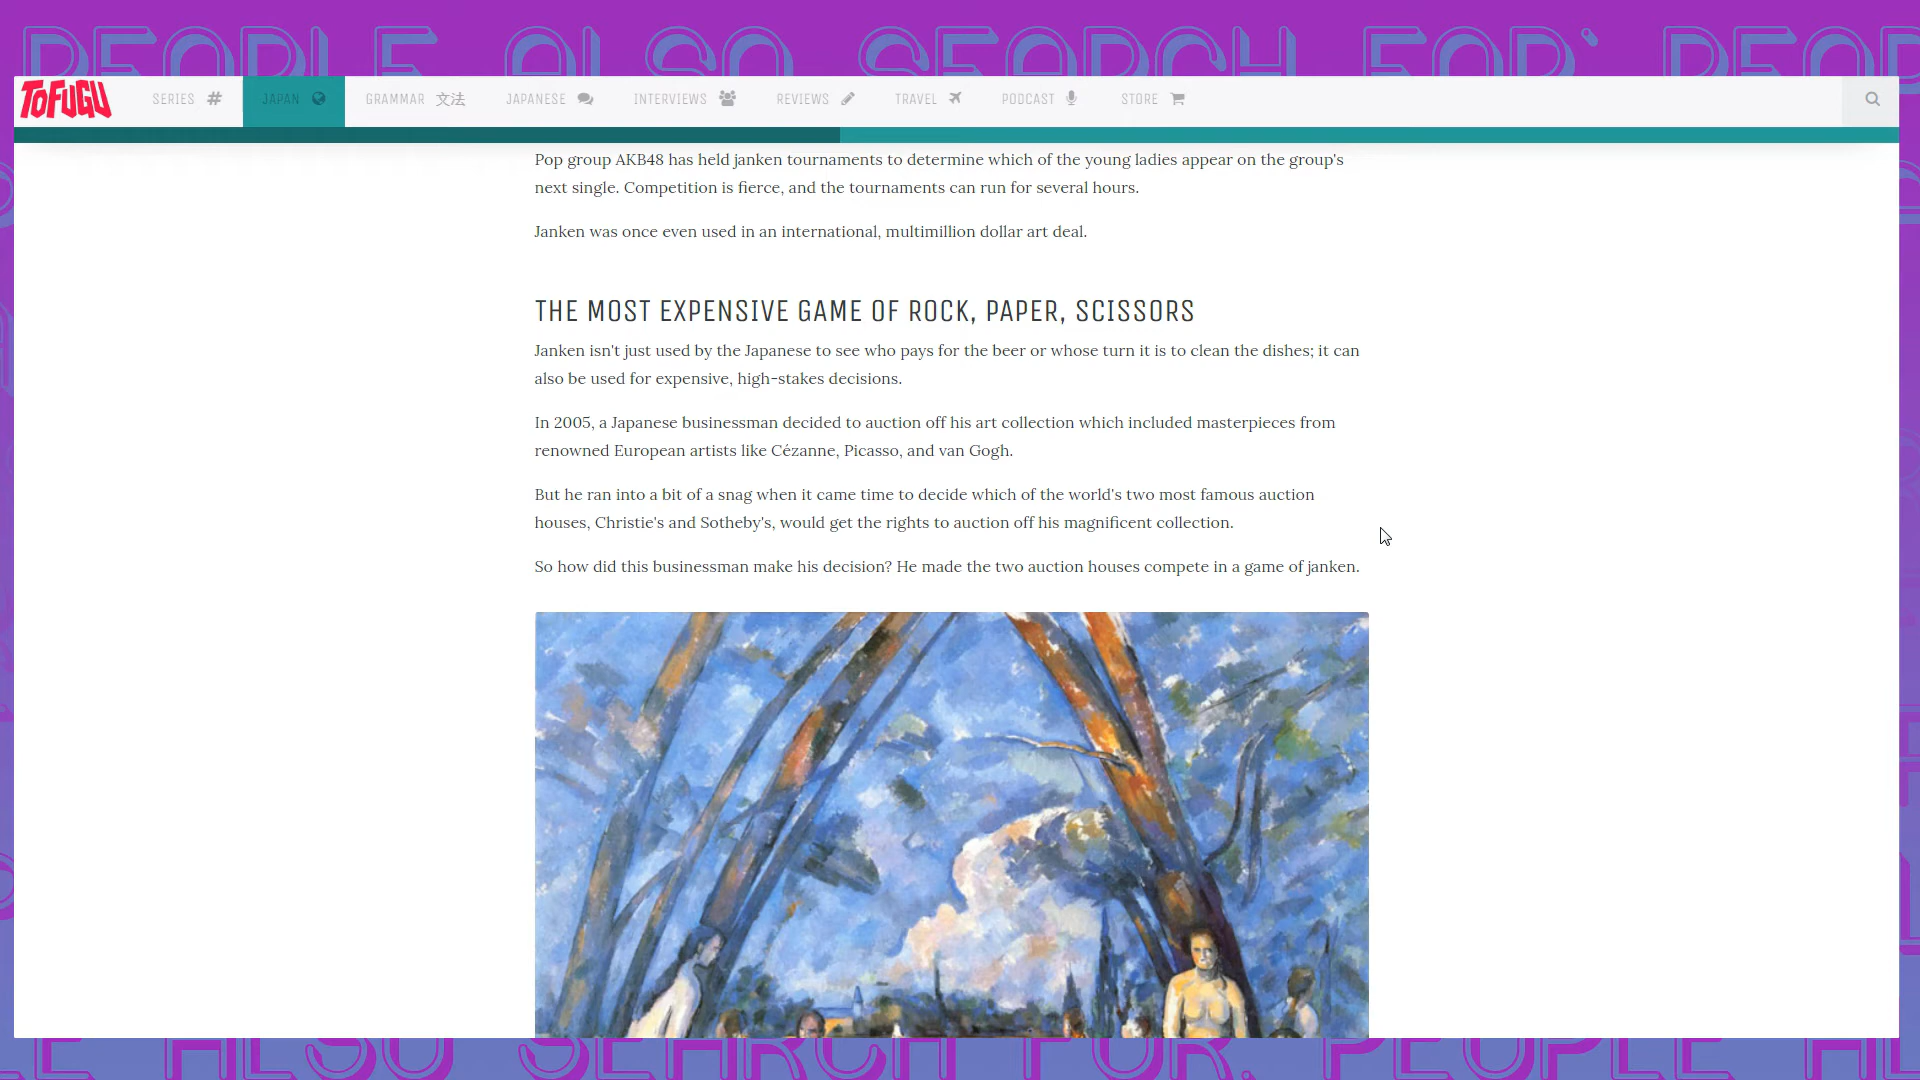 PEOPLE ALSO SEARCH FOR: PEOP
TOFUGU
SERIES JAPAN GRAMMAR 文法 JAPANESE INTERVIEWS REVIEWS TRAVEL PODCAST STORE
Pop group AKB48 has held janken tournaments to determine which of the young ladies appear on the group's
next single. Competition is fierce, and the tournaments can run for several hours.
Janken was once even used in an international, multimillion dollar art deal.
THE MOST EXPENSIVE GAME OF ROCK, PAPER, SCISSORS
Janken isn't just used by the Japanese to see who pays for the beer or whose turn it is to clean the dishes; it can
also be used for expensive, high-stakes decisions.
In 2005, a Japanese businessman decided to auction off his art collection which included masterpieces from
renowned European artists like Cézanne, Picasso, and van Gogh.
But he ran into a bit of a snag when it came time to decide which of the world's two most famous auction
houses, Christie's and Sotheby's, would get the rights to auction off his magnificent collection.
So how did this businessman make his decision? He made the two auction houses compete in a game of janken.
LE ALSO SEARCH FOR: PEOPLE AL